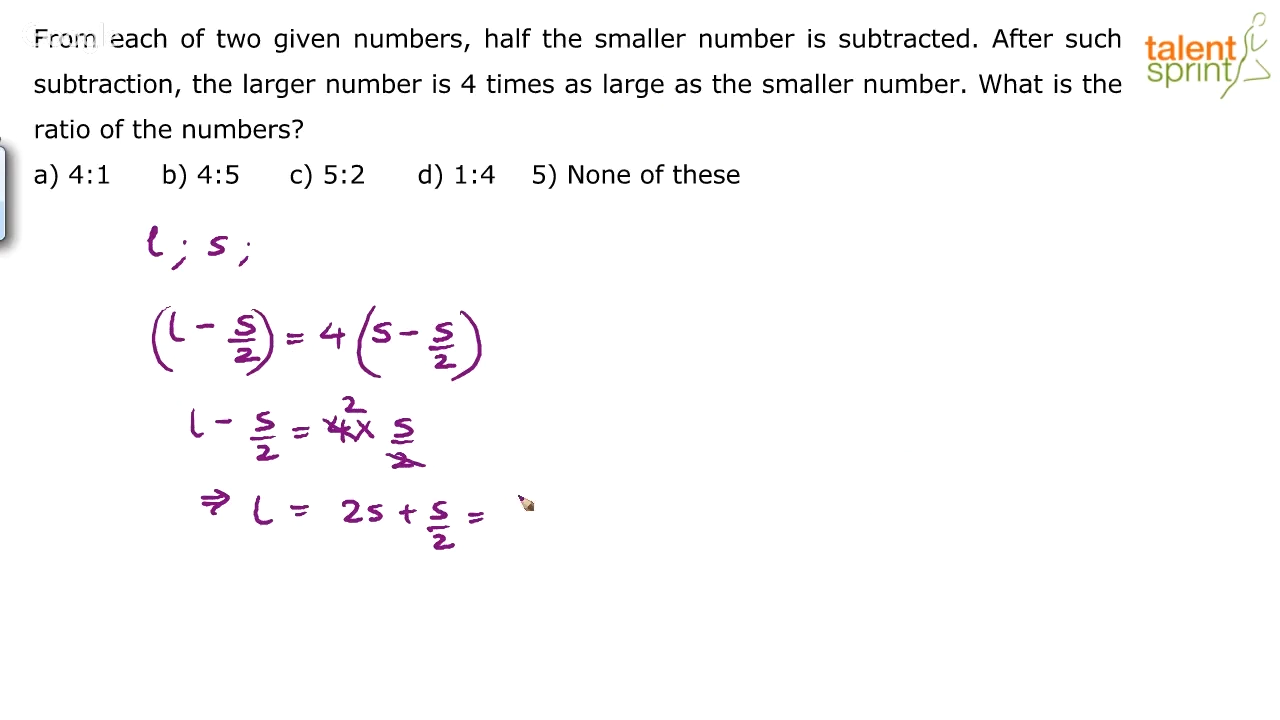 From each of two given numbers, half the smaller number is subtracted. After such
subtraction, the larger number is 4 times as large as the smaller number. What is the
ratio of the numbers?
a) 4:1 b) 4:5 c) 5:2 d) 1:4 5) None of these
talent
sprint
l ; s ;
(l - s/2) = 4 (s - s/2)
2
l - s/2 = 4x s/2
⇒ l = 2s + s/2 =